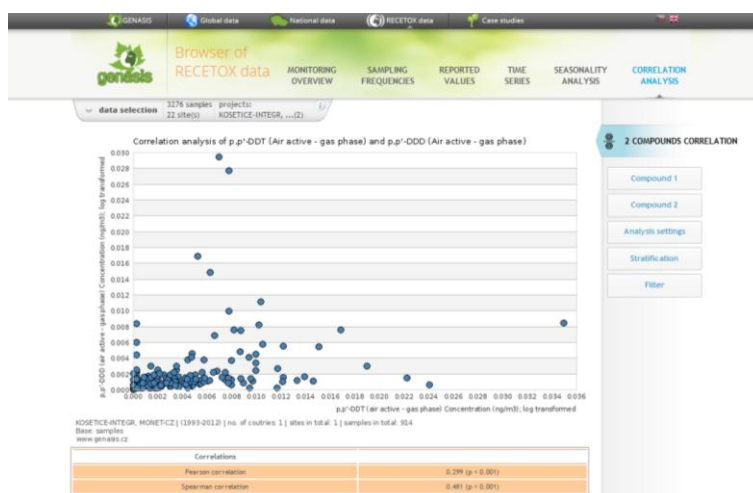 GENASIS Global data National data RECETOX data Case studies
genasis
Browser of
RECETOX data
MONITORING
OVERVIEW
SAMPLING
FREQUENCIES
REPORTED
VALUES
TIME
SERIES
SEASONALITY
ANALYSIS
CORRELATION
ANALYSIS
data selection
3276 samples projects:
22 site(s) KOSETICE-INTEGR, ...(2)
2 COMPOUNDS CORRELATION
Compound 1
Compound 2
Analysis settings
Stratification
Filter
Correlation analysis of p,p'-DDT (Air active - gas phase) and p,p'-DDD (Air active - gas phase)
p,p'-DDD (air active - gas phase) Concentration (ng/m3); log transformed
0.030
0.028
0.026
0.024
0.022
0.020
0.018
0.016
0.014
0.012
0.010
0.008
0.006
0.004
0.002
0.000
0.000 0.002 0.004 0.006 0.008 0.010 0.012 0.014 0.016 0.018 0.020 0.022 0.024 0.026 0.028 0.030 0.032 0.034 0.036
p,p'-DDT (air active - gas phase) Concentration (ng/m3); log transformed
KOSETICE-INTEGR, MONET-CZ | (1993-2012) | no. of coutries: 1 | sites in total: 1 | samples in total: 914
Base: samples
www.genasis.cz
Correlations
Pearson correlation 0.299 (p < 0.001)
Spearman correlation 0.481 (p < 0.001)